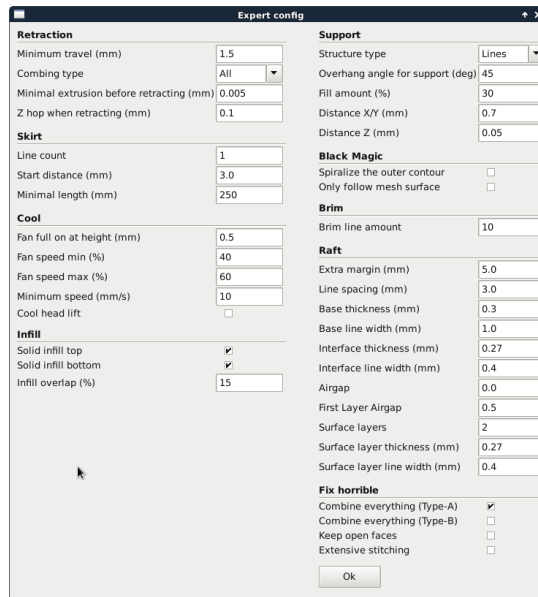 Expert config
Retraction
Minimum travel (mm) 1.5
Combing type All
Minimal extrusion before retracting (mm) 0.005
Z hop when retracting (mm) 0.1
Skirt
Line count 1
Start distance (mm) 3.0
Minimal length (mm) 250
Cool
Fan full on at height (mm) 0.5
Fan speed min (%) 40
Fan speed max (%) 60
Minimum speed (mm/s) 10
Cool head lift
Infill
Solid infill top
Solid infill bottom
Infill overlap (%) 15
Support
Structure type Lines
Overhang angle for support (deg) 45
Fill amount (%) 30
Distance X/Y (mm) 0.7
Distance Z (mm) 0.05
Black Magic
Spiralize the outer contour
Only follow mesh surface
Brim
Brim line amount 10
Raft
Extra margin (mm) 5.0
Line spacing (mm) 3.0
Base thickness (mm) 0.3
Base line width (mm) 1.0
Interface thickness (mm) 0.27
Interface line width (mm) 0.4
Airgap 0.0
First Layer Airgap 0.5
Surface layers 2
Surface layer thickness (mm) 0.27
Surface layer line width (mm) 0.4
Fix horrible
Combine everything (Type-A)
Combine everything (Type-B)
Keep open faces
Extensive stitching
Ok